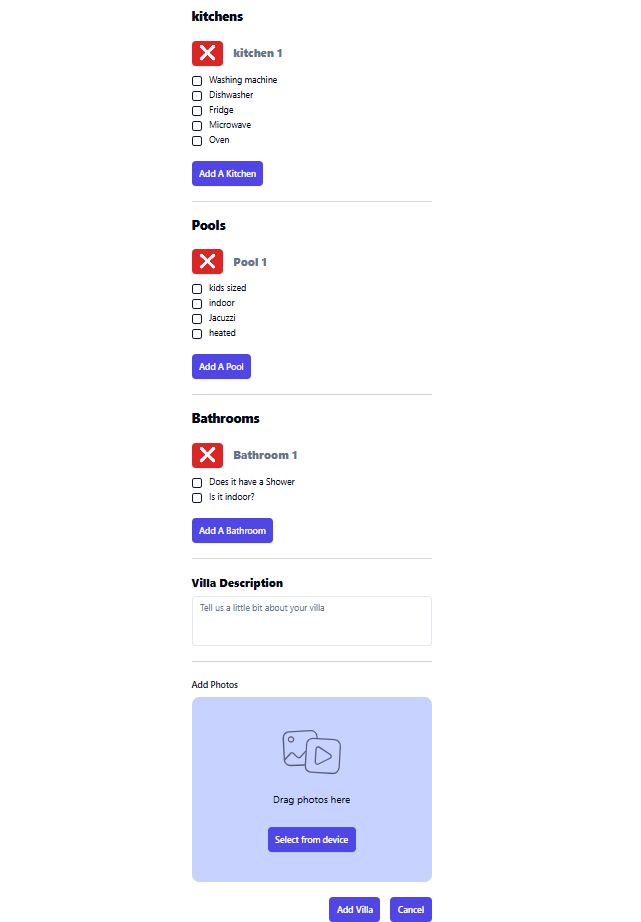 kitchens
kitchen 1
Washing machine
Dishwasher
Fridge
Microwave
Oven
Add A Kitchen
Pools
Pool 1
kids sized
indoor
Jacuzzi
heated
Add A Pool
Bathrooms
Bathroom 1
Does it have a Shower
Is it indoor?
Add A Bathroom
Villa Description
Tell us a little bit about your villa
Add Photos
Drag photos here
Select from device
Add Villa Cancel